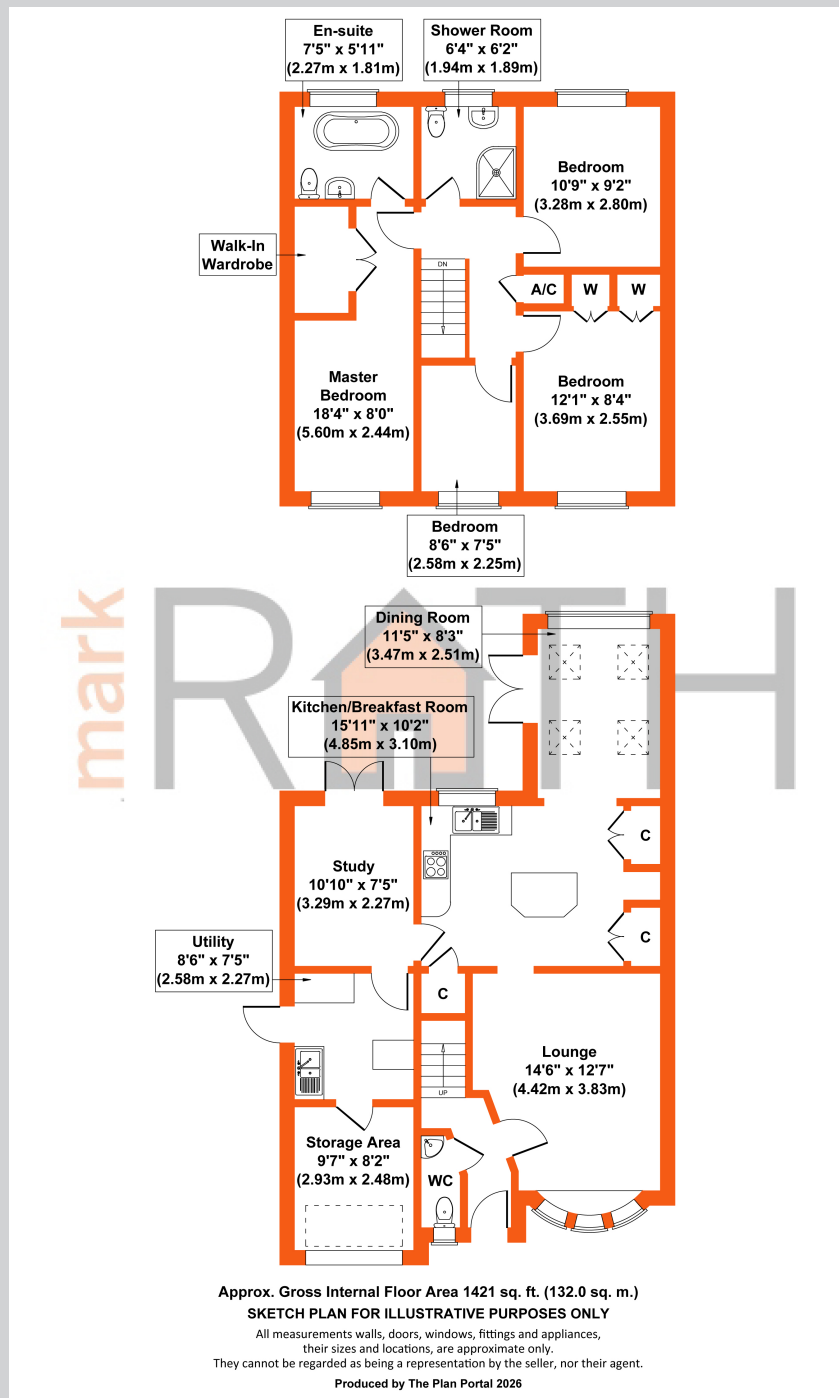 En-suite
7'5" x 5'11"
(2.27m x 1.81m)
Shower Room
6'4" x 6'2"
(1.94m x 1.89m)
Bedroom
10'9" x 9'2"
(3.28m x 2.80m)
Walk-In
Wardrobe
DN
A/C
W
W
Master
Bedroom
18'4" x 8'0"
(5.60m x 2.44m)
Bedroom
12'1" x 8'4"
(3.69m x 2.55m)
Bedroom
8'6" x 7'5"
(2.58m x 2.25m)
mark
RATH
Dining Room
11'5" x 8'3"
(3.47m x 2.51m)
Kitchen/Breakfast Room
15'11" x 10'2"
(4.85m x 3.10m)
C
Study
10'10" x 7'5"
(3.29m x 2.27m)
C
Utility
8'6" x 7'5"
(2.58m x 2.27m)
C
Lounge
14'6" x 12'7"
(4.42m x 3.83m)
UP
Storage Area
9'7" x 8'2"
(2.93m x 2.48m)
WC
Approx. Gross Internal Floor Area 1421 sq. ft. (132.0 sq. m.)
SKETCH PLAN FOR ILLUSTRATIVE PURPOSES ONLY
All measurements walls, doors, windows, fittings and appliances,
their sizes and locations, are approximate only.
They cannot be regarded as being a representation by the seller, nor their agent.
Produced by The Plan Portal 2026